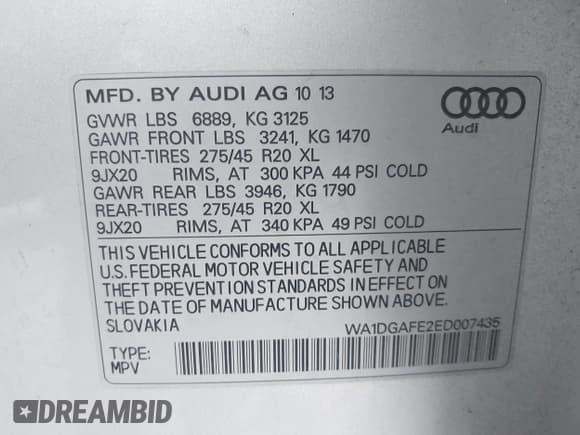 MFD. BY AUDI AG 10 13
GVWR LBS 6889, KG 3125
GAWR FRONT LBS 3241, KG 1470
FRONT-TIRES 275/45 R20 XL
9JX20 RIMS, AT 300 KPA 44 PSI COLD
GAWR REAR LBS 3946, KG 1790
REAR-TIRES 275/45 R20 XL
9JX20 RIMS, AT 340 KPA 49 PSI COLD
Audi
THIS VEHICLE CONFORMS TO ALL APPLICABLE
U.S. FEDERAL MOTOR VEHICLE SAFETY AND
THEFT PREVENTION STANDARDS IN EFFECT ON
THE DATE OF MANUFACTURE SHOWN ABOVE.
SLOVAKIA WA1DGAFE2ED007435
TYPE:
MPV
DREAMBID